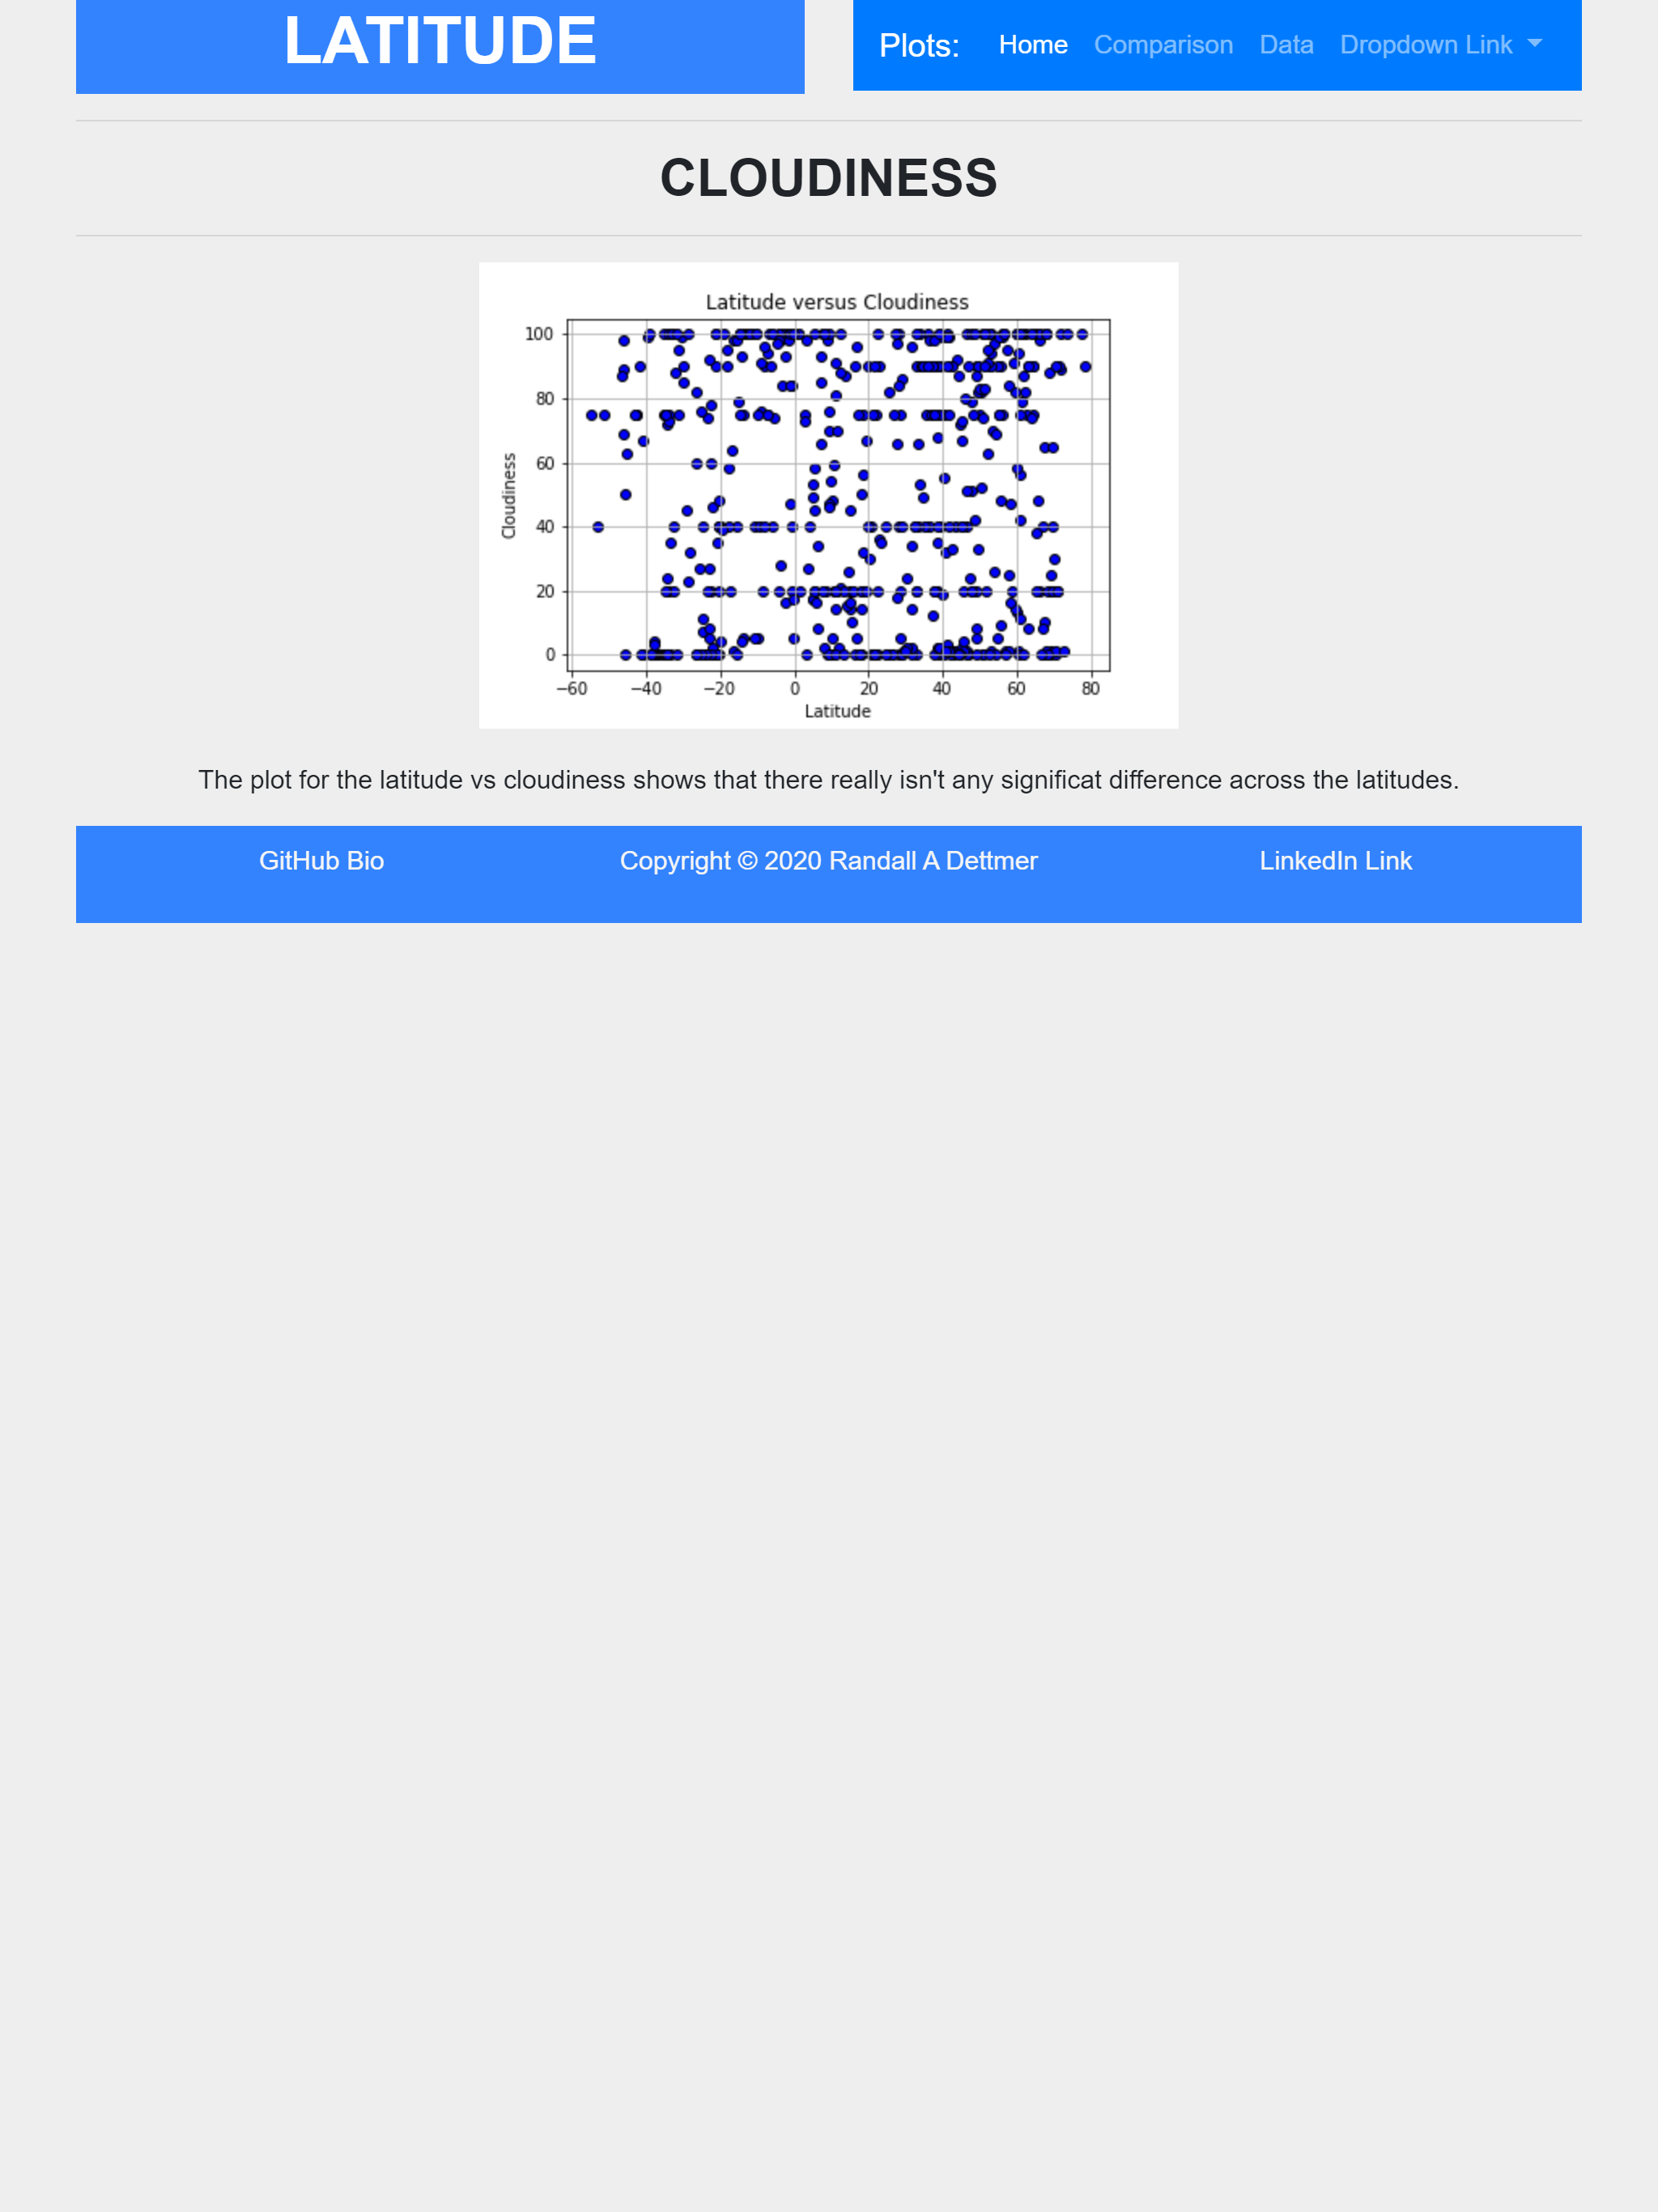 LATITUDE
Plots: Home Comparison Data Dropdown Link
CLOUDINESS
Latitude versus Cloudiness
100
80
60
40
20
0
Cloudiness
−60 −40 −20 0 20 40 60 80
Latitude
The plot for the latitude vs cloudiness shows that there really isn't any significat difference across the latitudes.
GitHub Bio Copyright © 2020 Randall A Dettmer LinkedIn Link